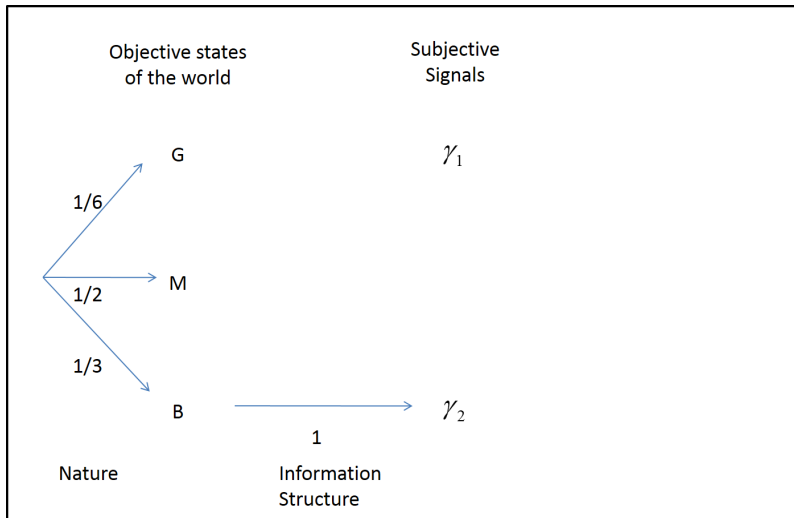 Objective states
of the world
Subjective
Signals
G
γ₁
1/6
M
1/2
1/3
B
γ₂
1
Nature
Information
Structure